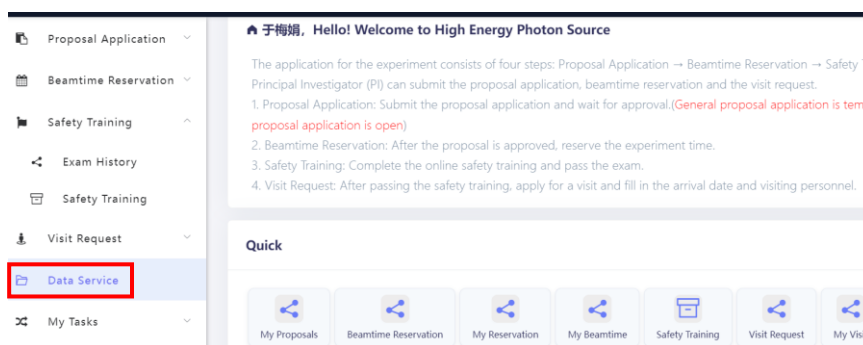 Proposal Application
Beamtime Reservation
Safety Training
Exam History
Safety Training
Visit Request
Data Service
My Tasks
于梅娟, Hello! Welcome to High Energy Photon Source
The application for the experiment consists of four steps: Proposal Application → Beamtime Reservation → Safety
Principal Investigator (PI) can submit the proposal application, beamtime reservation and the visit request.
1. Proposal Application: Submit the proposal application and wait for approval.(General proposal application is tem
proposal application is open)
2. Beamtime Reservation: After the proposal is approved, reserve the experiment time.
3. Safety Training: Complete the online safety training and pass the exam.
4. Visit Request: After passing the safety training, apply for a visit and fill in the arrival date and visiting personnel.
Quick
My Proposals
Beamtime Reservation
My Reservation
My Beamtime
Safety Training
Visit Request
My Vis